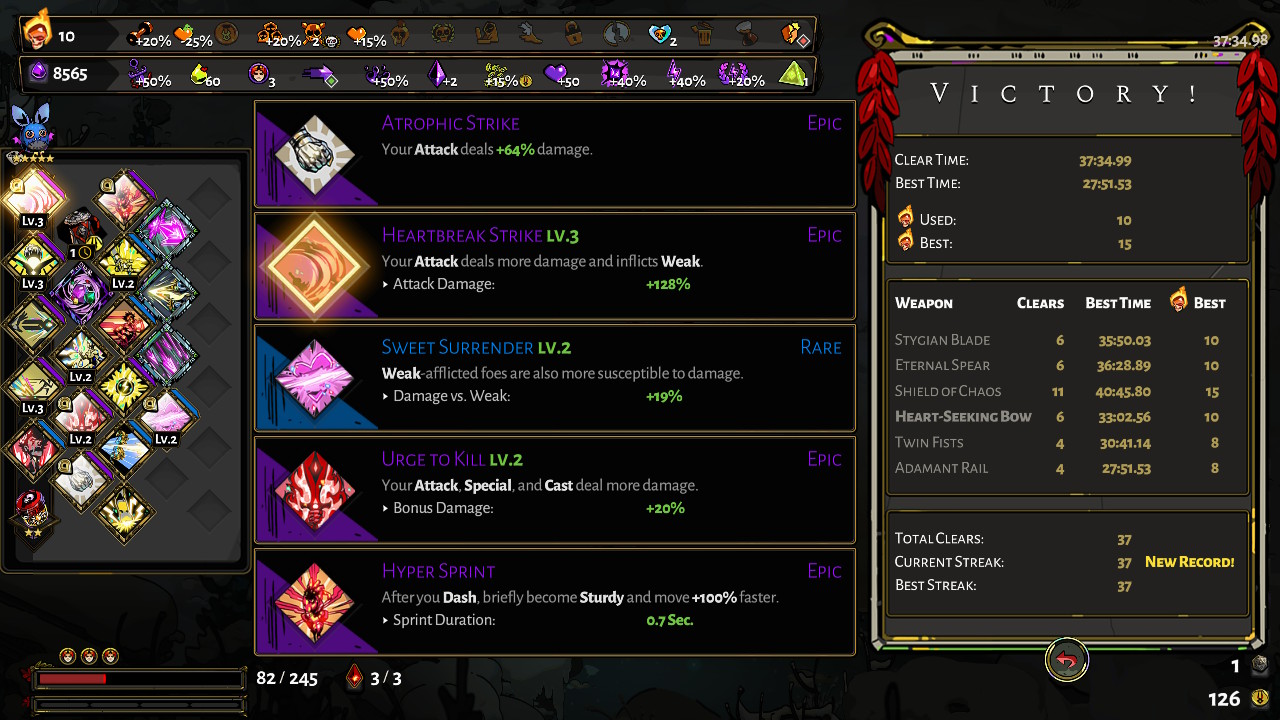 10
+20%
25%
+20%
2
+15%
2
8565
+50%
60
3
+50%
+2
+15%
+50
+40%
+40%
+20%
1
Lv.3
1
Lv.3
Lv.2
Lv.2
Lv.3
Lv.2
Lv.2
Atrophic Strike
Epic
Your Attack deals +64% damage.
Heartbreak Strike Lv.3
Epic
Your Attack deals more damage and inflicts Weak.
Attack Damage: +128%
Sweet Surrender Lv.2
Rare
Weak-afflicted foes are also more susceptible to damage.
Damage vs. Weak: +19%
Urge to Kill Lv.2
Epic
Your Attack, Special, and Cast deal more damage.
Bonus Damage: +20%
Hyper Sprint
Epic
After you Dash, briefly become Sturdy and move +100% faster.
Sprint Duration: 0.7 Sec.
82 / 245
3 / 3
37:34.98
Victory!
Clear Time: 37:34.99
Best Time: 27:51.53
Used: 10
Best: 15
Weapon Clears Best Time Best
Stygian Blade 6 35:50.03 10
Eternal Spear 6 36:28.89 10
Shield of Chaos 11 40:45.80 15
Heart-Seeking Bow 6 33:02.56 10
Twin Fists 4 30:41.14 8
Adamant Rail 4 27:51.53 8
Total Clears: 37
Current Streak: 37 New Record!
Best Streak: 37
1
126